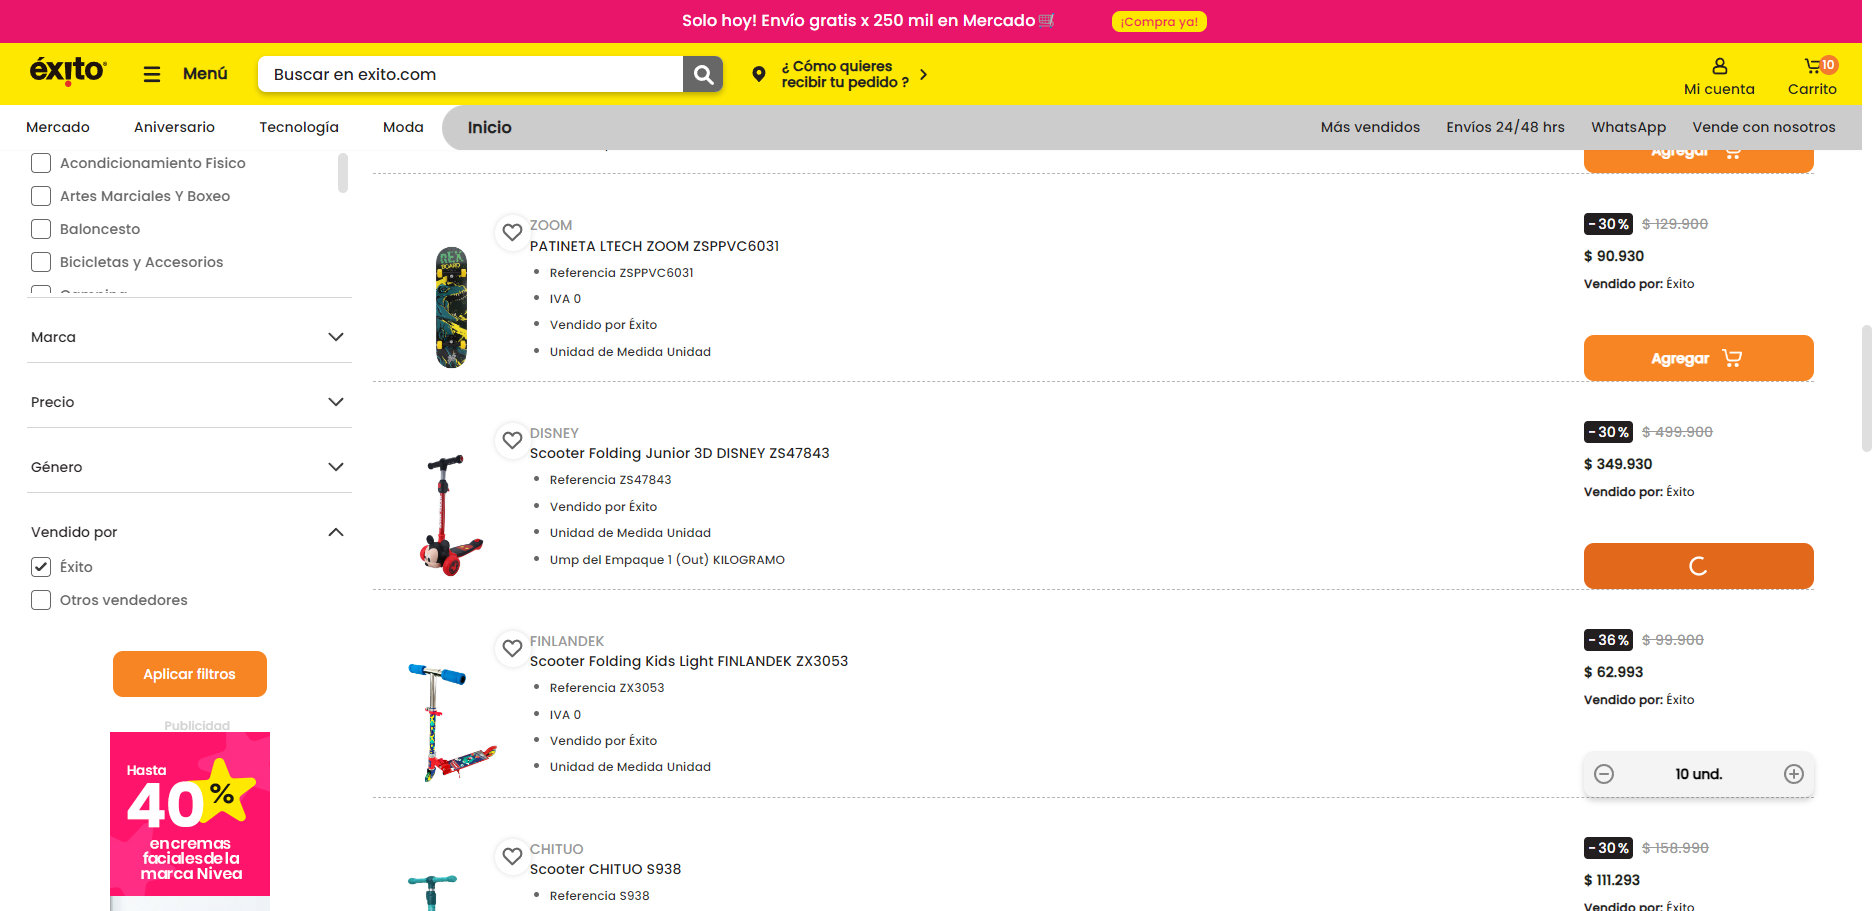 Solo hoy! Envío gratis x 250 mil en Mercado
¡Compra ya!
éxito
Menú
Buscar en exito.com
¿ Cómo quieres
recibir tu pedido ?
Mi cuenta
10
Carrito
Mercado
Aniversario
Tecnología
Moda
Inicio
Más vendidos
Envíos 24/48 hrs
WhatsApp
Vende con nosotros
Acondicionamiento Fisico
Artes Marciales Y Boxeo
Baloncesto
Bicicletas y Accesorios
Camping
Marca
Precio
Género
Vendido por
Éxito
Otros vendedores
Aplicar filtros
Publicidad
Hasta
40%
en cremas
faciales de la
marca Nivea
Agregar
ZOOM
PATINETA LTECH ZOOM ZSPPVC6031
Referencia ZSPPVC6031
IVA 0
Vendido por Éxito
Unidad de Medida Unidad
REX
BOARD
-30%
$ 129.900
$ 90.930
Vendido por: Éxito
Agregar
DISNEY
Scooter Folding Junior 3D DISNEY ZS47843
Referencia ZS47843
Vendido por Éxito
Unidad de Medida Unidad
Ump del Empaque 1 (Out) KILOGRAMO
-30%
$ 499.900
$ 349.930
Vendido por: Éxito
FINLANDEK
Scooter Folding Kids Light FINLANDEK ZX3053
Referencia ZX3053
IVA 0
Vendido por Éxito
Unidad de Medida Unidad
-36%
$ 99.900
$ 62.993
Vendido por: Éxito
10 und.
CHITUO
Scooter CHITUO S938
Referencia S938
-30%
$ 158.990
$ 111.293
Vendido por: Éxito